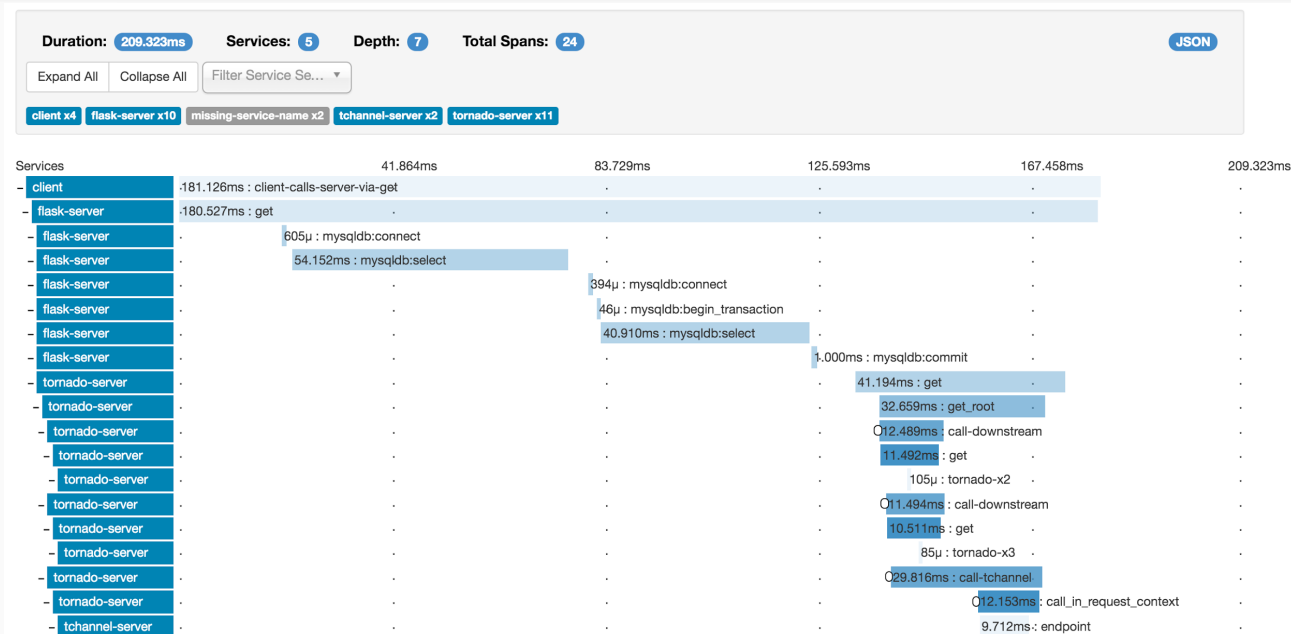 Duration: 209.323ms Services: 5 Depth: 7 Total Spans: 24 JSON
Expand All Collapse All Filter Service Se...
client x4 flask-server x10 missing-service-name x2 tchannel-server x2 tornado-server x11
Services 41.864ms 83.729ms 125.593ms 167.458ms 209.323ms
client 181.126ms : client-calls-server-via-get
flask-server 180.527ms : get
flask-server 605μ : mysqldb:connect
flask-server 54.152ms : mysqldb:select
flask-server 394μ : mysqldb:connect
flask-server 46μ : mysqldb:begin_transaction
flask-server 40.910ms : mysqldb:select
flask-server 1.000ms : mysqldb:commit
tornado-server 41.194ms : get
tornado-server 32.659ms : get_root
tornado-server 12.489ms : call-downstream
tornado-server 11.492ms : get
tornado-server 105μ : tornado-x2
tornado-server 11.494ms : call-downstream
tornado-server 10.511ms : get
tornado-server 85μ : tornado-x3
tornado-server 29.816ms : call-tchannel
tornado-server 12.153ms : call_in_request_context
tchannel-server 9.712ms : endpoint